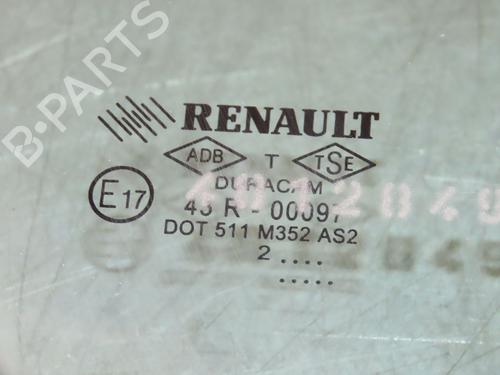 B-PARTS
RENAULT
ADB T TSE
DURACAM
E17
43 R - 00097
DOT 511 M352 AS2
2 ....
.....